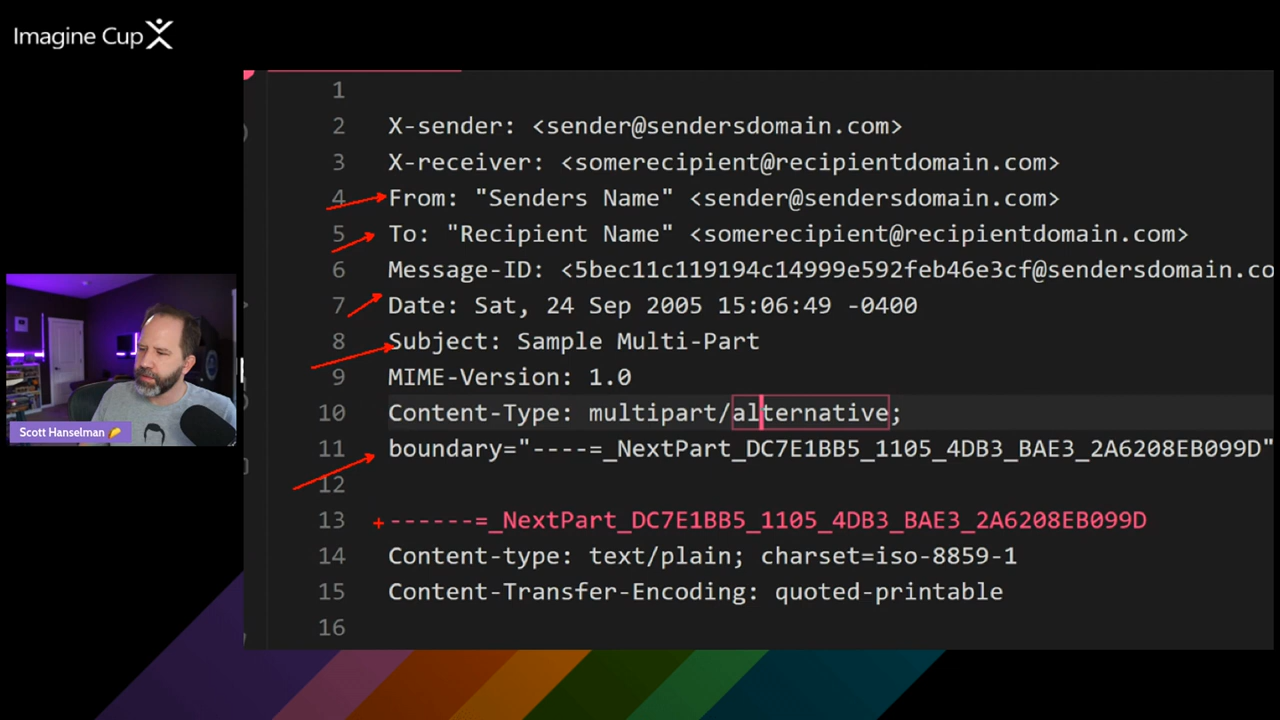 Imagine Cup
1
2 X-sender: <sender@sendersdomain.com>
3 X-receiver: <somerecipient@recipientdomain.com>
4 From: "Senders Name" <sender@sendersdomain.com>
5 To: "Recipient Name" <somerecipient@recipientdomain.com>
6 Message-ID: <5bec11c119194c14999e592feb46e3cf@sendersdomain.co
7 Date: Sat, 24 Sep 2005 15:06:49 -0400
8 Subject: Sample Multi-Part
9 MIME-Version: 1.0
10 Content-Type: multipart/alternative;
11 boundary="----=_NextPart_DC7E1BB5_1105_4DB3_BAE3_2A6208EB099D"
12
13 ------=_NextPart_DC7E1BB5_1105_4DB3_BAE3_2A6208EB099D
14 Content-type: text/plain; charset=iso-8859-1
15 Content-Transfer-Encoding: quoted-printable
16
Scott Hanselman 🌮